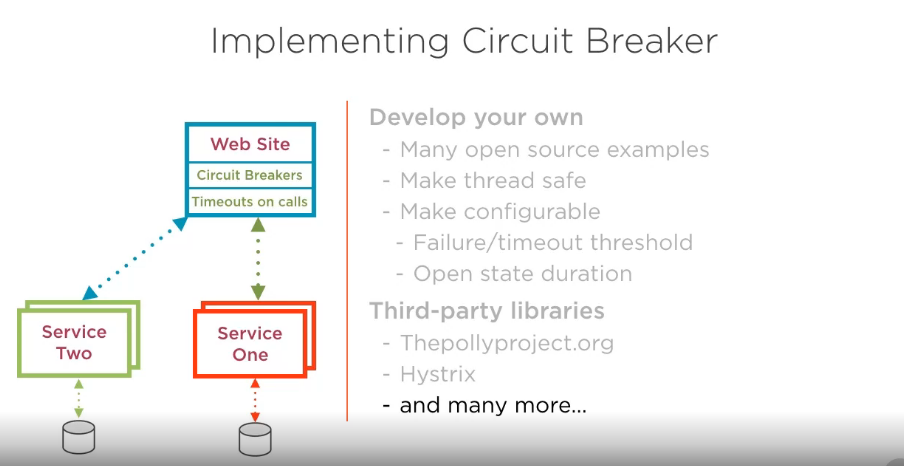 Implementing Circuit Breaker
Web Site
Circuit Breakers
Timeouts on calls
Service
Two
Service
One
Develop your own
- Many open source examples
- Make thread safe
- Make configurable
- Failure/timeout threshold
- Open state duration
Third-party libraries
- Thepollyproject.org
- Hystrix
- and many more...